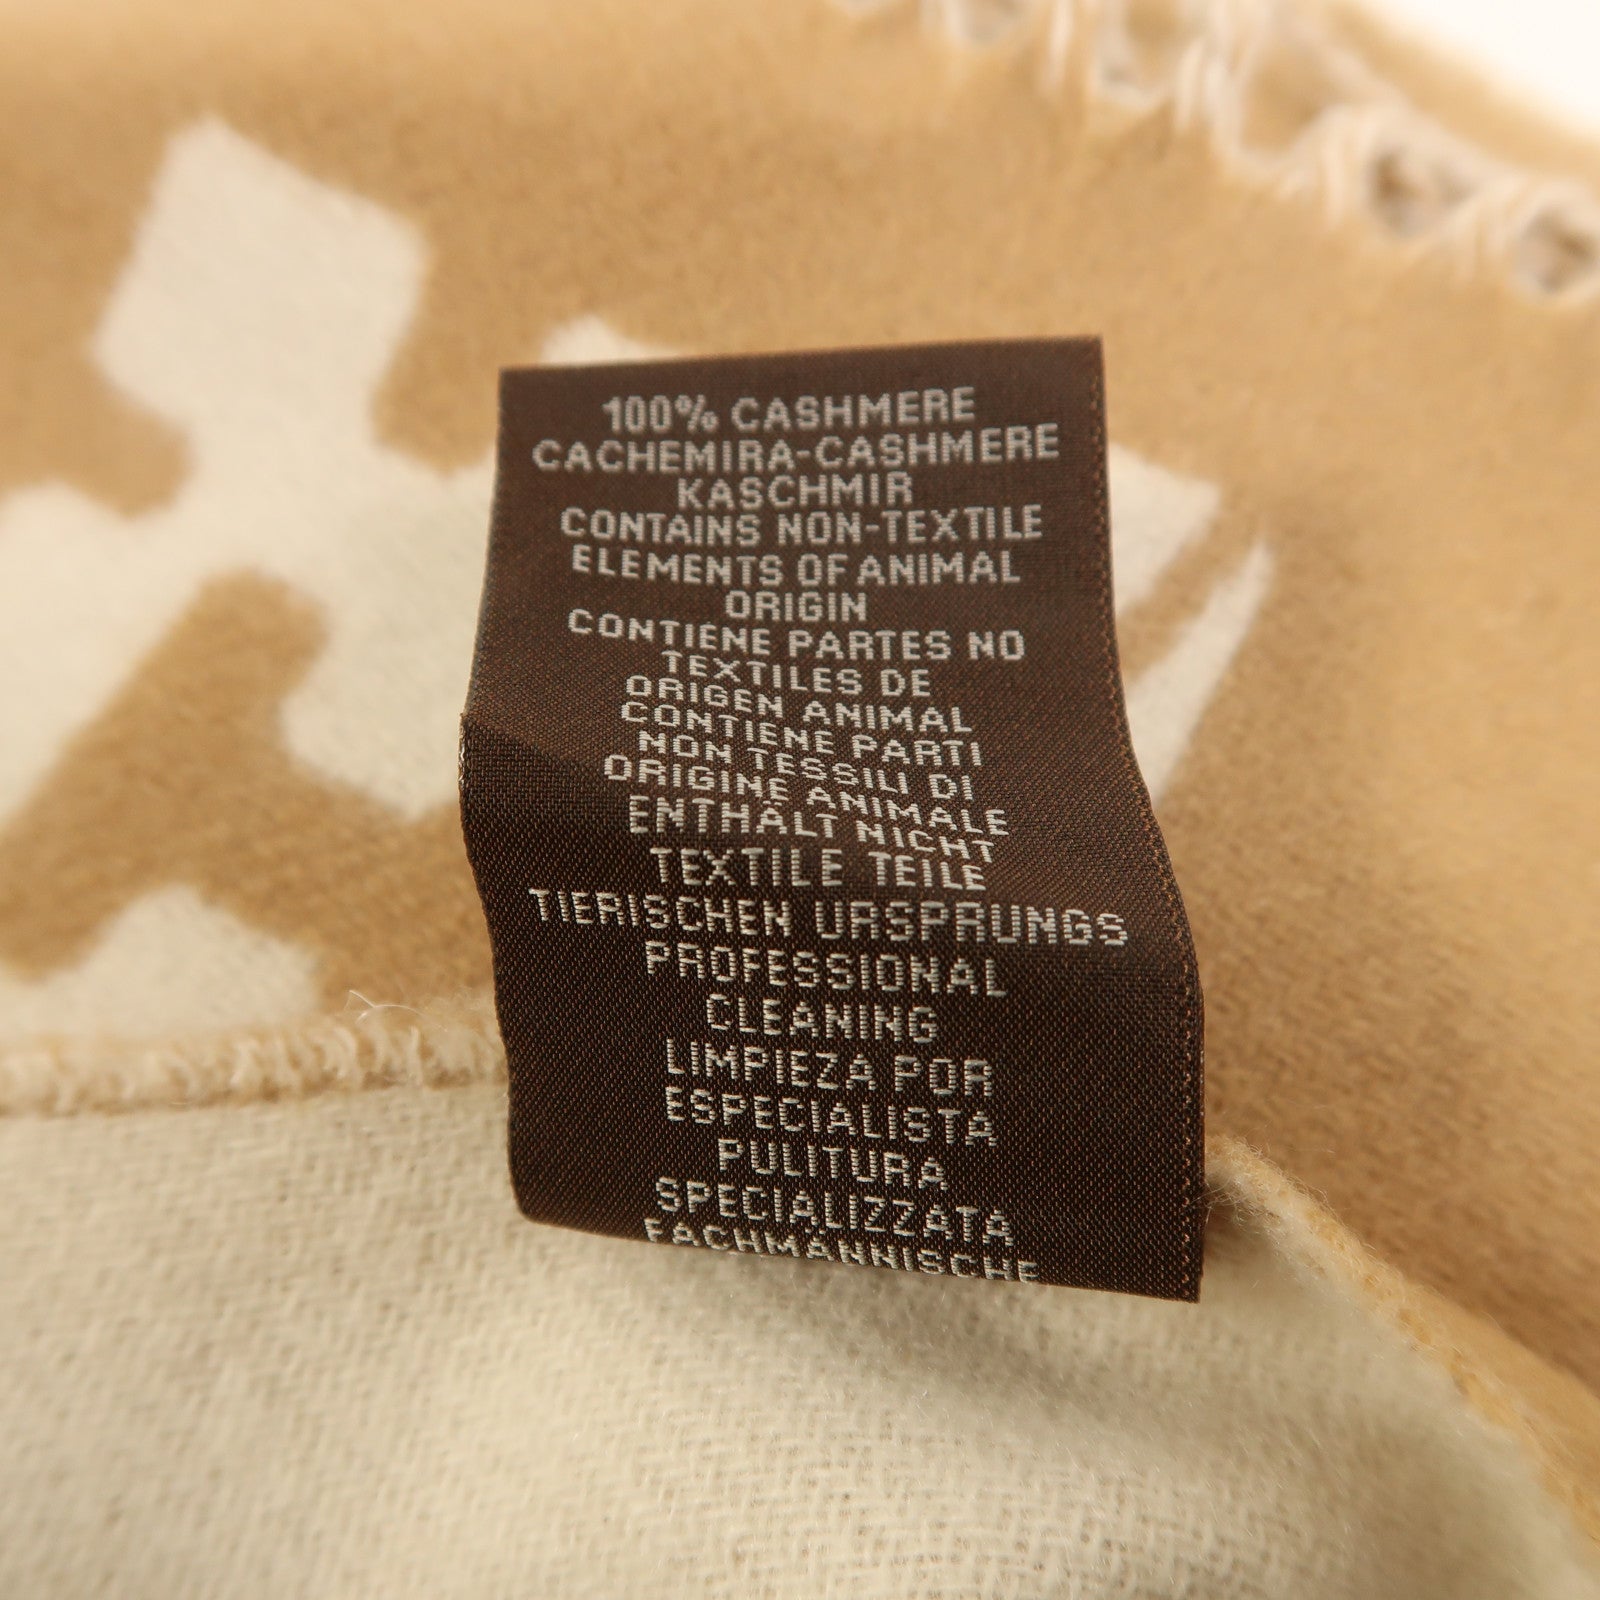 100% CASHMERE
CACHEMIRA-CASHMERE
KASCHMIR
CONTAINS NON-TEXTILE
ELEMENTS OF ANIMAL
ORIGIN
CONTIENE PARTES NO
TEXTILES DE
ORIGEN ANIMAL
CONTIENE PARTI
NON TESSILI DI
ORIGINE ANIMALE
ENTHÄLT NICHT
TEXTILE TEILE
TIERISCHEN URSPRUNGS
PROFESSIONAL
CLEANING
LIMPIEZA POR
ESPECIALISTA
PULITURA
SPECIALIZZATA
FACHMÄNNISCHE